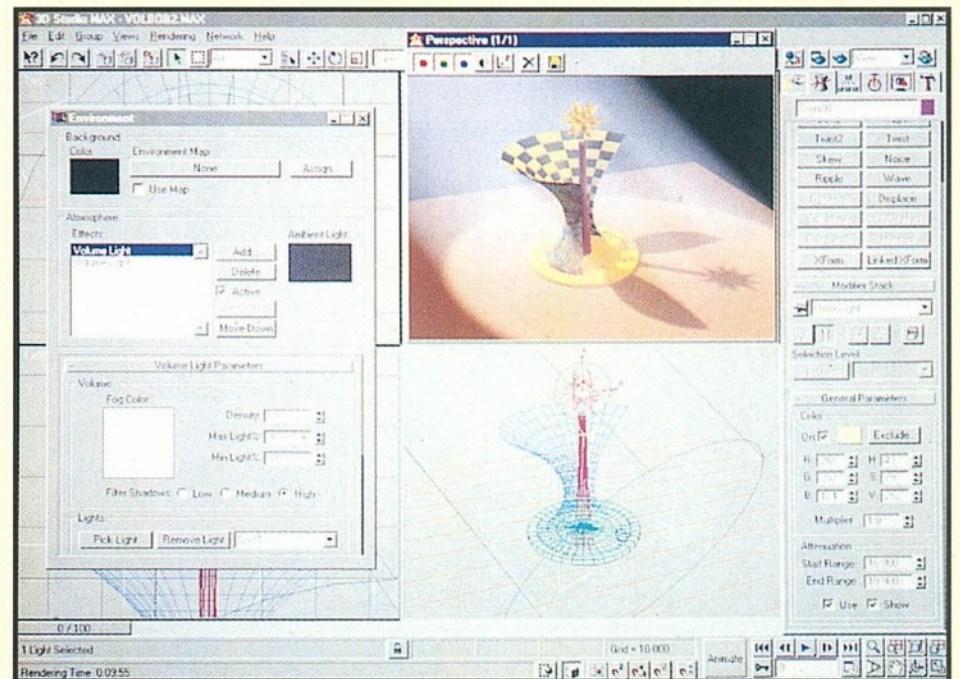 3D Studio MAX - VOLBOB2.MAX
File Edit Group Views Rendering Network Help
Perspective (1/1)
Environment
Background:
Color: Environment Map:
None Assign...
Use Map
Atmosphere
Effects: Ambient Light:
Volume Light
Volume Light
Add...
Delete
Active
Move Down
Volume Light Parameters
Volume:
Fog Color:
Density:
Max Light%:
Min Light%:
Filter Shadows: Low Medium High
Lights:
Pick Light Remove Light
Twist2 Twist
Skew Noise
Ripple Wave
Displace
XForm Linked XForm
Modifier Stack
Selection Level:
General Parameters
Color:
On: Exclude...
R: H:
G: S:
B: V:
Multiplier: 1.0
Attenuation:
Start Range:
End Range:
Use Show
0 / 100
1 Light Selected
Grid = 10.000
Animate
Rendering Time 0:03:55